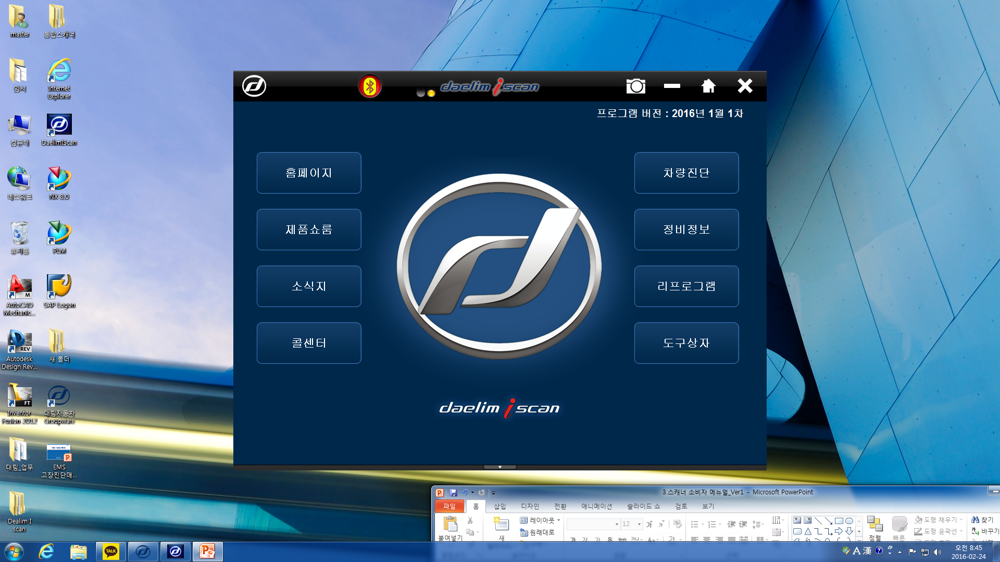 master
통합스캐너
임시
Internet
Explorer
컴퓨터
DaelimIScan
네트워크
NX 8.0
휴지통
PLM
AutoCAD
Mechanic...
SAP Logon
Autodesk
Design Rev...
새 폴더
Inventor
Fusion 2012
대림자동차
Groupware
대림_업무
EMS
고장진단매...
Dealim I
scan
daelim i scan
프로그램 버전 : 2016년 1월 1차
홈페이지
제품쇼룸
소식지
콜센터
차량진단
정비정보
리프로그램
도구상자
daelim i scan
3.스캐너 소비자 메뉴얼_Ver1 - Microsoft PowerPoint
파일 홈 삽입 디자인 전환 애니메이션 슬라이드 쇼 검토 보기
붙여넣기
새
레이아웃
원래대로
12
정렬
빠른
도형 채우기
도형 윤곽선
찾기
바꾸기
TALK
A 漢
오전 8:45
2016-02-24